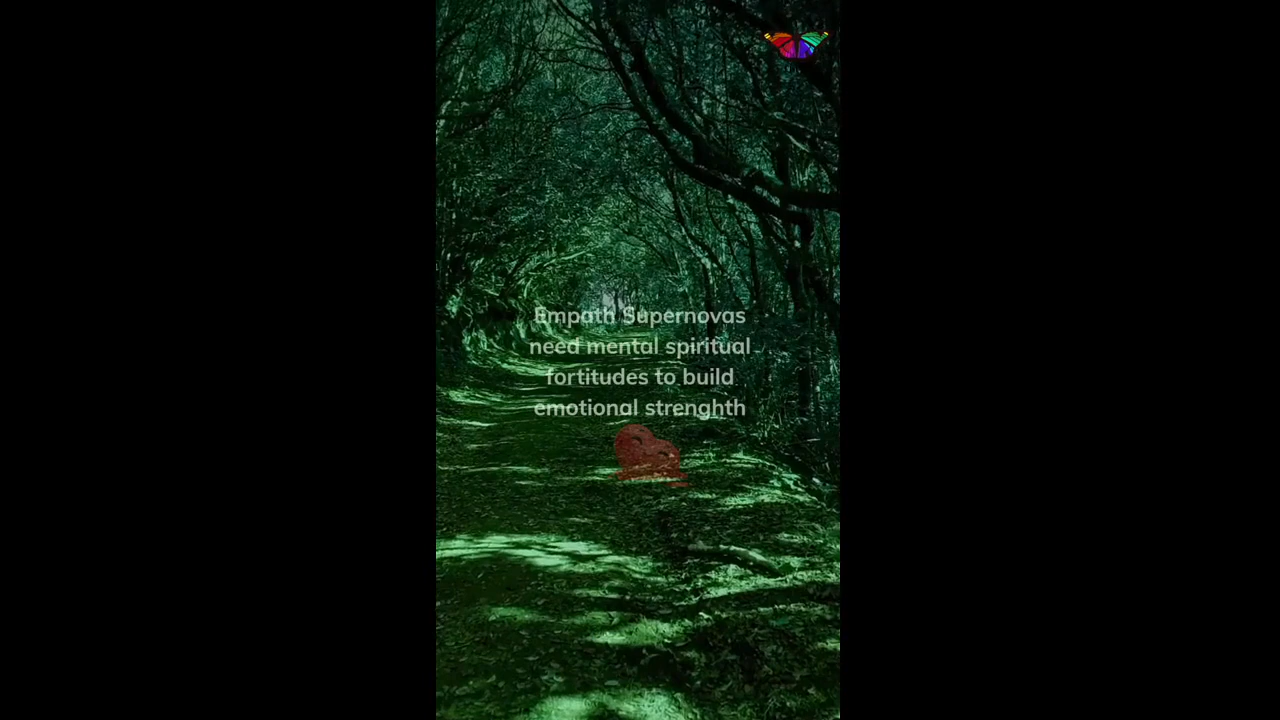 Empath Supernovas
need mental spiritual
fortitudes to build
emotional strenghth